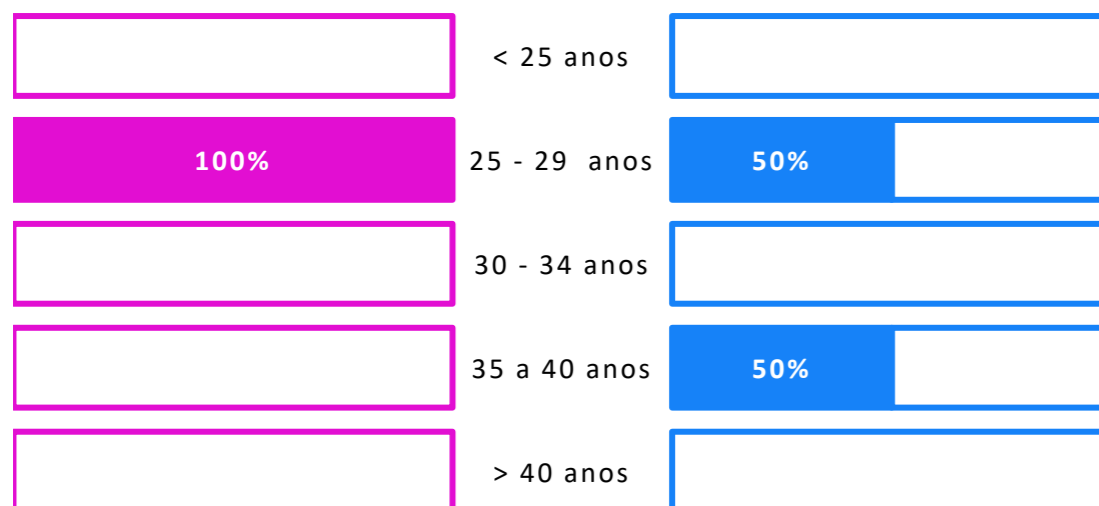 < 25 anos
100% 25 - 29 anos 50%
30 - 34 anos
35 a 40 anos 50%
> 40 anos